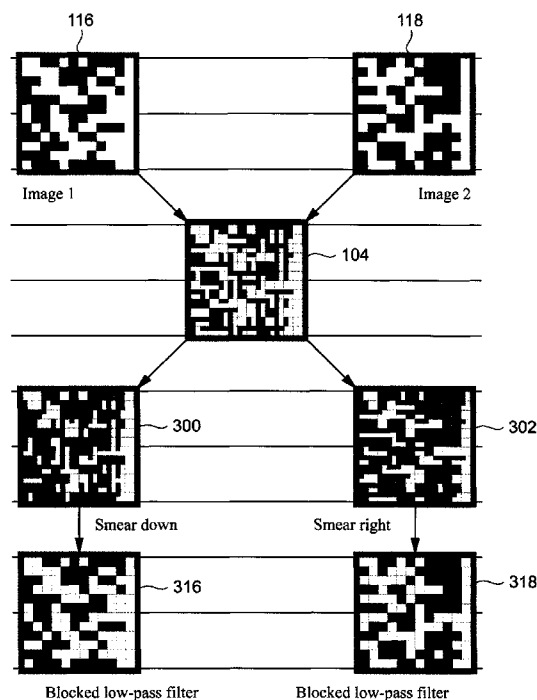 116
118
Image 1
Image 2
104
300
302
Smear down
Smear right
316
318
Blocked low-pass filter
Blocked low-pass filter